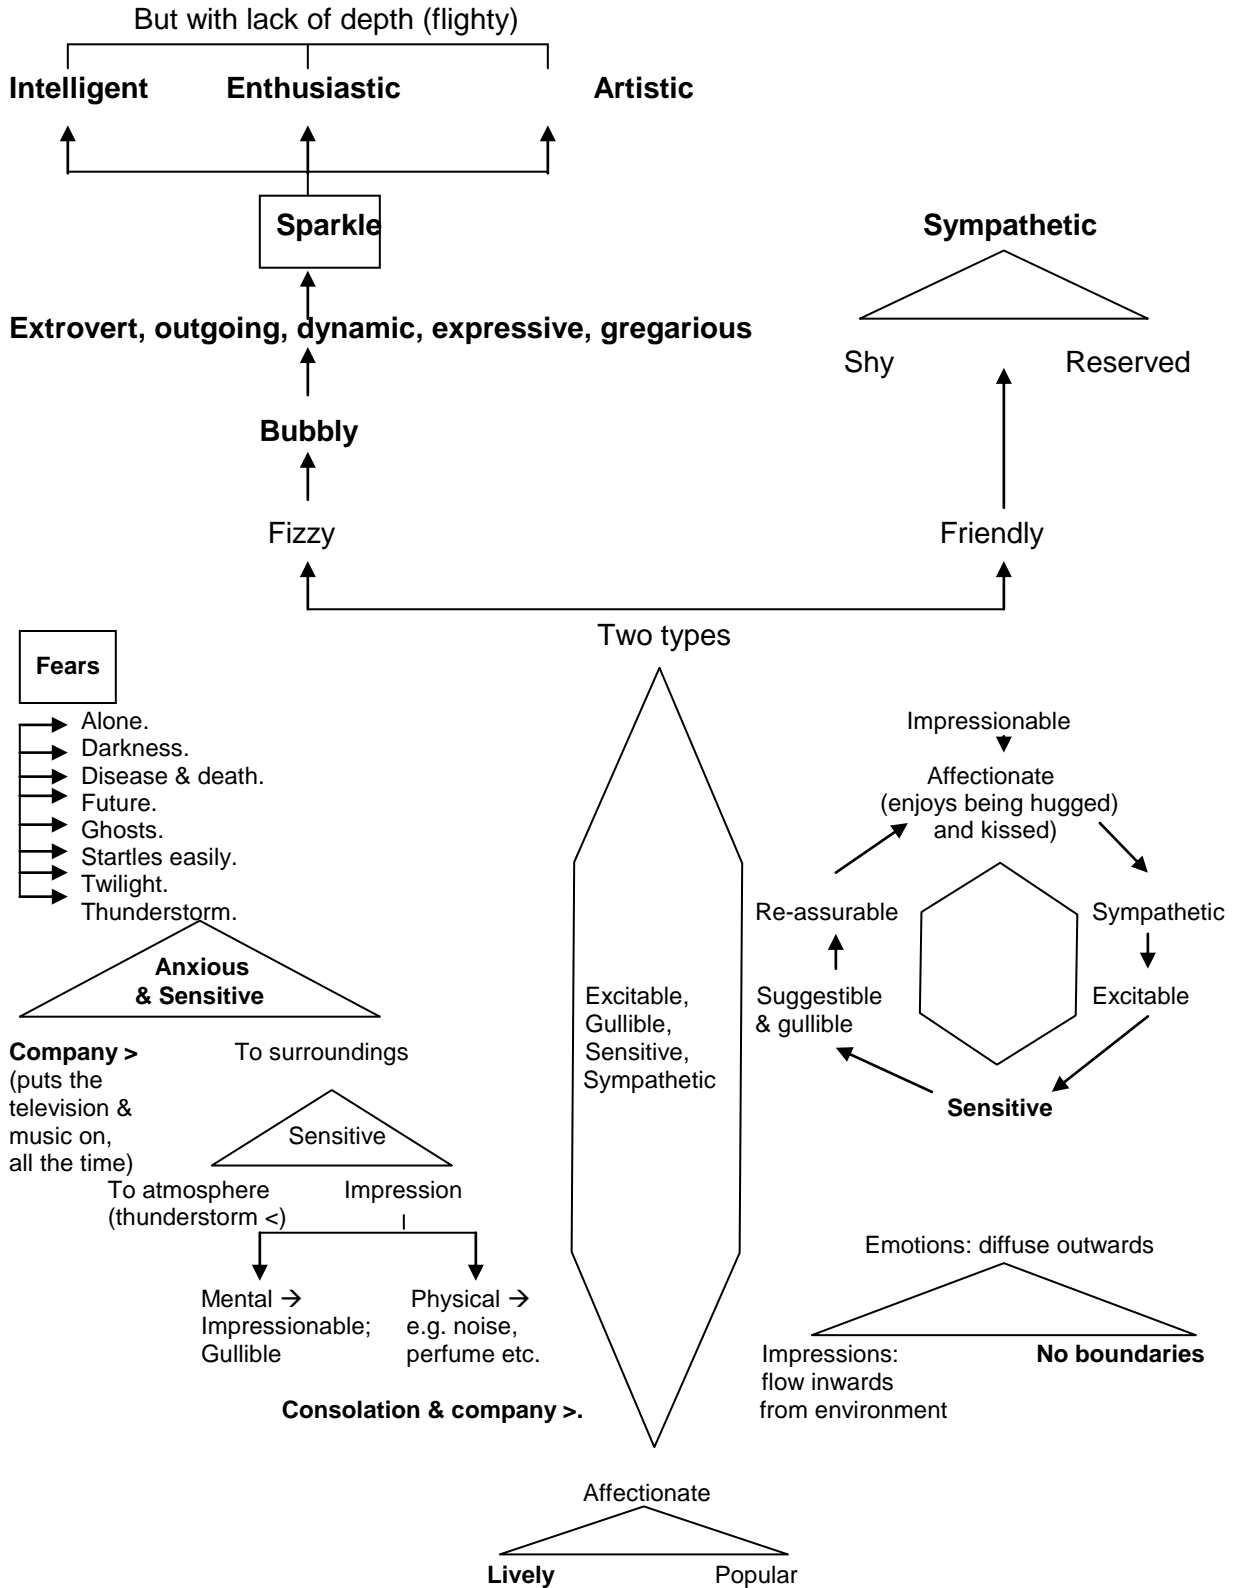 But with lack of depth (flighty)
Intelligent Enthusiastic Artistic
Sparkle
Sympathetic
Extrovert, outgoing, dynamic, expressive, gregarious
Shy Reserved
Bubbly
Fizzy Friendly
Two types
Fears
Alone.
Darkness.
Disease & death.
Future.
Ghosts.
Startles easily.
Twilight.
Thunderstorm.
Anxious
& Sensitive
Company >
(puts the
television &
music on,
all the time)
To surroundings
Sensitive
To atmosphere
(thunderstorm <)
Impression
Mental →
Impressionable;
Gullible
Physical →
e.g. noise,
perfume etc.
Consolation & company >.
Excitable,
Gullible,
Sensitive,
Sympathetic
Impressionable
Affectionate
(enjoys being hugged)
and kissed)
Sympathetic
Excitable
Sensitive
Suggestible
& gullible
Re-assurable
Emotions: diffuse outwards
Impressions:
flow inwards
from environment
No boundaries
Affectionate
Lively Popular